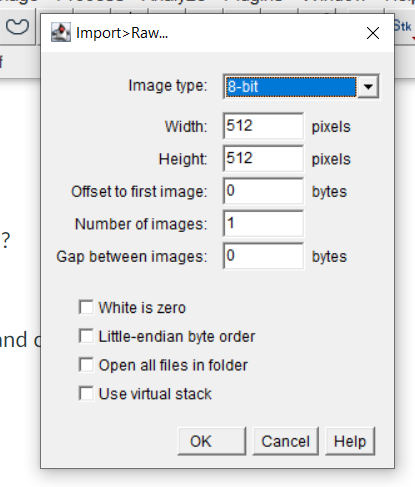 Import>Raw...
Stk
f
Image type: 8-bit
Width: 512 pixels
Height: 512 pixels
Offset to first image: 0 bytes
Number of images: 1
?
Gap between images: 0 bytes
White is zero
and
Little-endian byte order
Open all files in folder
Use virtual stack
OK Cancel Help